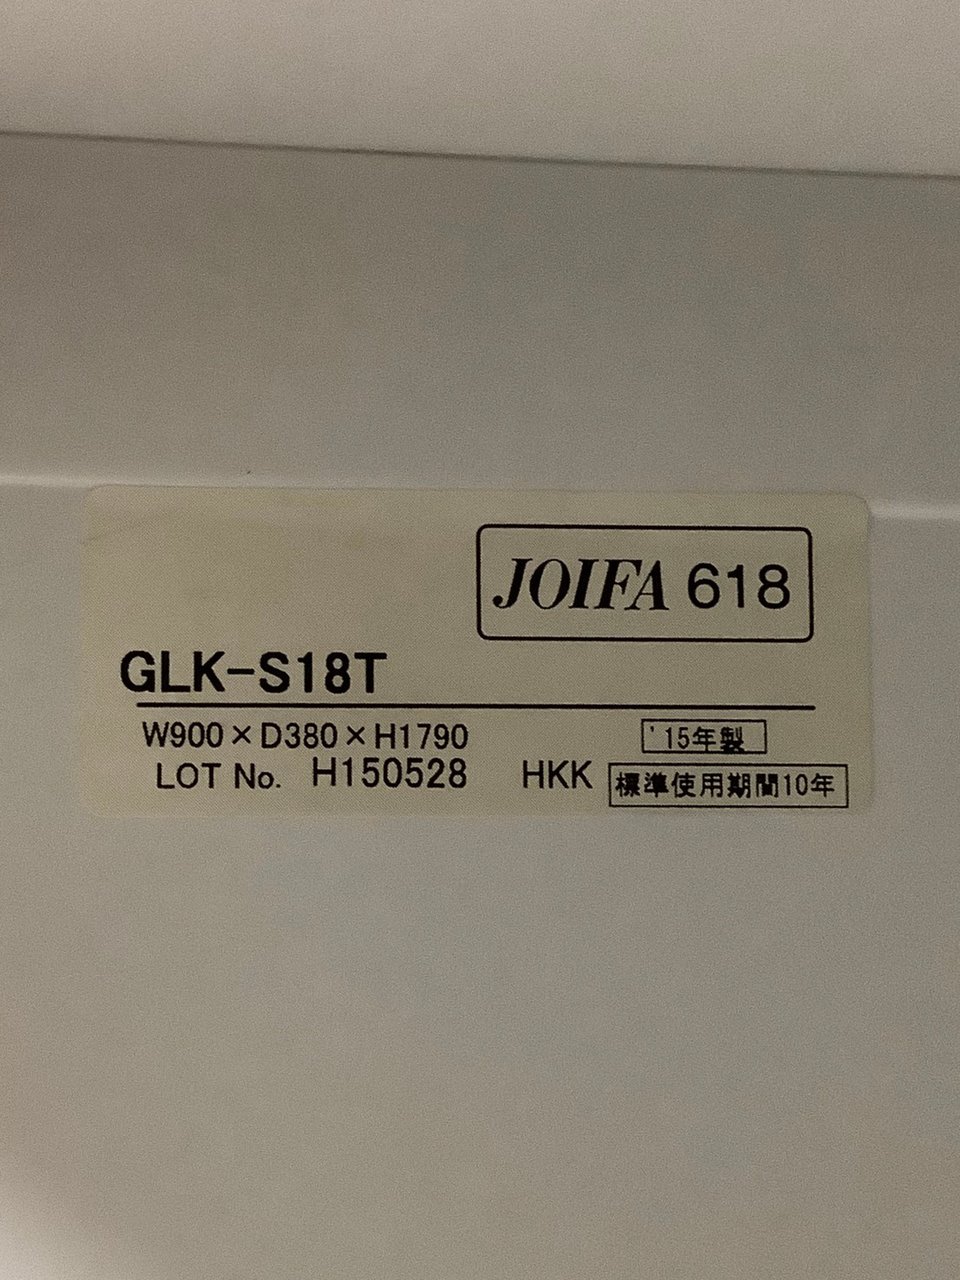 JOIFA 618
GLK-S18T
W900×D380×H1790
'15年製
LOT No. H150528 HKK
標準使用期間10年